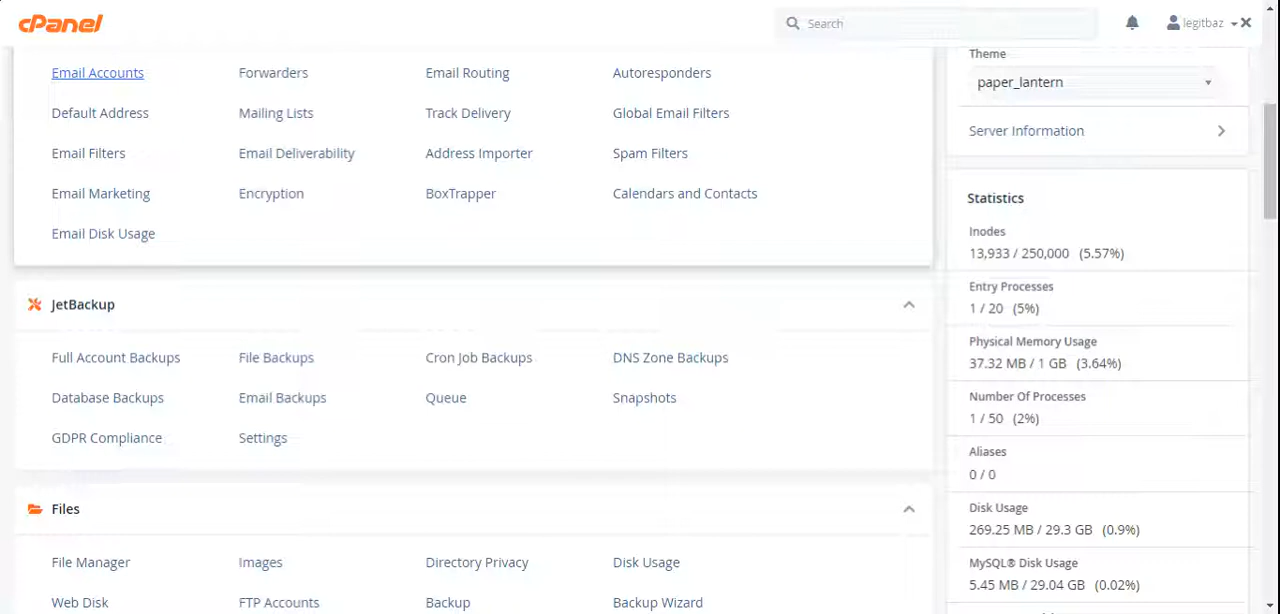 cPanel
Search
legitbaz
Email Accounts Forwarders Email Routing Autoresponders
Default Address Mailing Lists Track Delivery Global Email Filters
Email Filters Email Deliverability Address Importer Spam Filters
Email Marketing Encryption BoxTrapper Calendars and Contacts
Email Disk Usage
JetBackup
Full Account Backups File Backups Cron Job Backups DNS Zone Backups
Database Backups Email Backups Queue Snapshots
GDPR Compliance Settings
Files
File Manager Images Directory Privacy Disk Usage
Web Disk FTP Accounts Backup Backup Wizard
Theme
paper_lantern
Server Information
Statistics
Inodes
13,933 / 250,000 (5.57%)
Entry Processes
1 / 20 (5%)
Physical Memory Usage
37.32 MB / 1 GB (3.64%)
Number Of Processes
1 / 50 (2%)
Aliases
0 / 0
Disk Usage
269.25 MB / 29.3 GB (0.9%)
MySQL® Disk Usage
5.45 MB / 29.04 GB (0.02%)